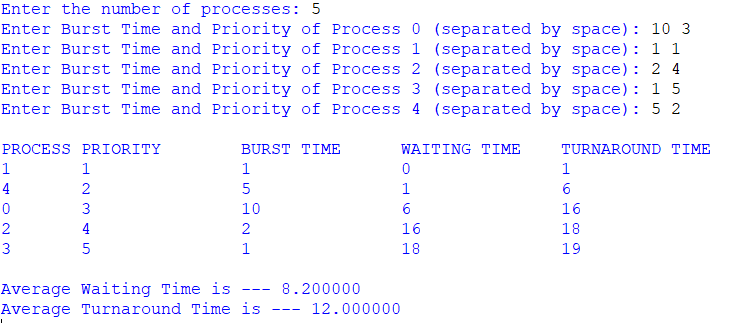 Enter the number of processes: 5
Enter Burst Time and Priority of Process 0 (separated by space): 10 3
Enter Burst Time and Priority of Process 1 (separated by space): 1 1
Enter Burst Time and Priority of Process 2 (separated by space): 2 4
Enter Burst Time and Priority of Process 3 (separated by space): 1 5
Enter Burst Time and Priority of Process 4 (separated by space): 5 2
PROCESS PRIORITY        BURST TIME      WAITING TIME    TURNAROUND TIME
1       1               1               0               1
4       2               5               1               6
0       3               10              6               16
2       4               2               16              18
3       5               1               18              19
Average Waiting Time is --- 8.200000
Average Turnaround Time is --- 12.000000